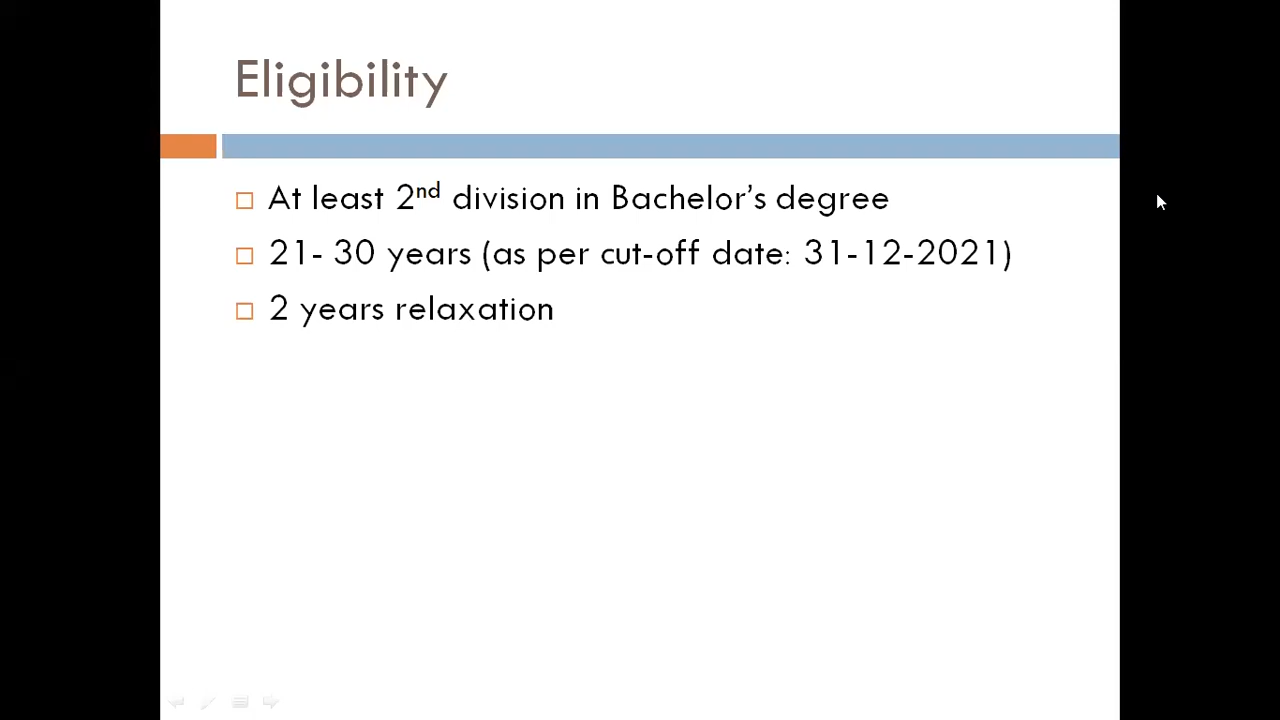 Eligibility
At least 2nd division in Bachelor's degree
21- 30 years (as per cut-off date: 31-12-2021)
2 years relaxation